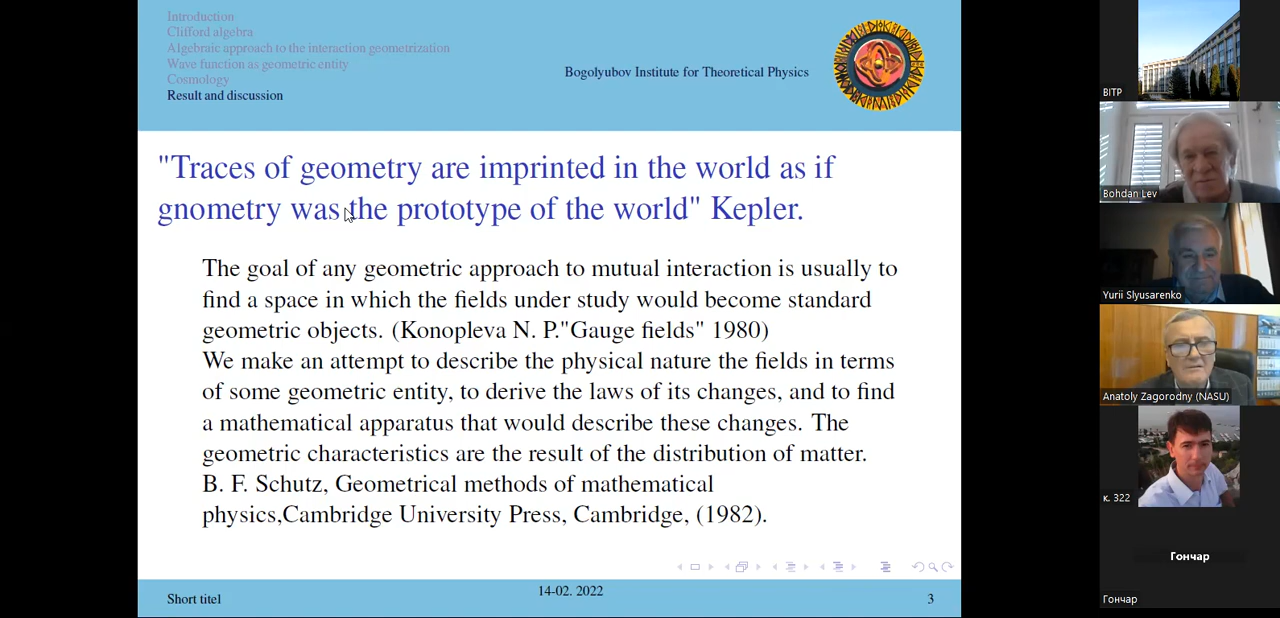 Introduction
Clifford algebra
Algebraic approach to the interaction geometrization
Wave function as geometric entity
Cosmology
Result and discussion
Bogolyubov Institute for Theoretical Physics
"Traces of geometry are imprinted in the world as if
gnometry was the prototype of the world" Kepler.
The goal of any geometric approach to mutual interaction is usually to
find a space in which the fields under study would become standard
geometric objects. (Konopleva N. P."Gauge fields" 1980)
We make an attempt to describe the physical nature the fields in terms
of some geometric entity, to derive the laws of its changes, and to find
a mathematical apparatus that would describe these changes. The
geometric characteristics are the result of the distribution of matter.
B. F. Schutz, Geometrical methods of mathematical
physics,Cambridge University Press, Cambridge, (1982).
Short titel
14-02. 2022
3
BITP
Bohdan Lev
Yurii Slyusarenko
Anatoly Zagorodny (NASU)
к. 322
Гончар
Гончар